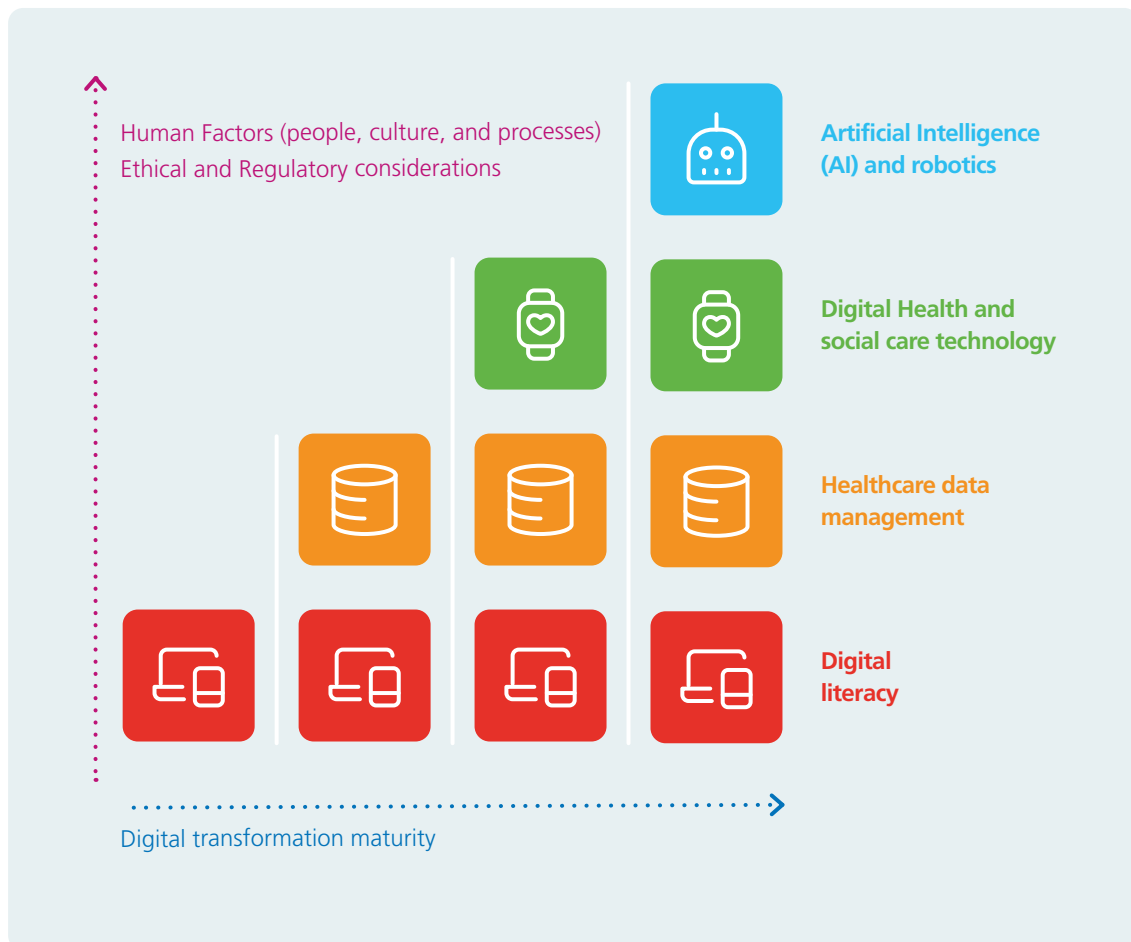 Human Factors (people, culture, and processes)
Ethical and Regulatory considerations
Artificial Intelligence
(AI) and robotics
Digital Health and
social care technology
Healthcare data
management
Digital
literacy
Digital transformation maturity